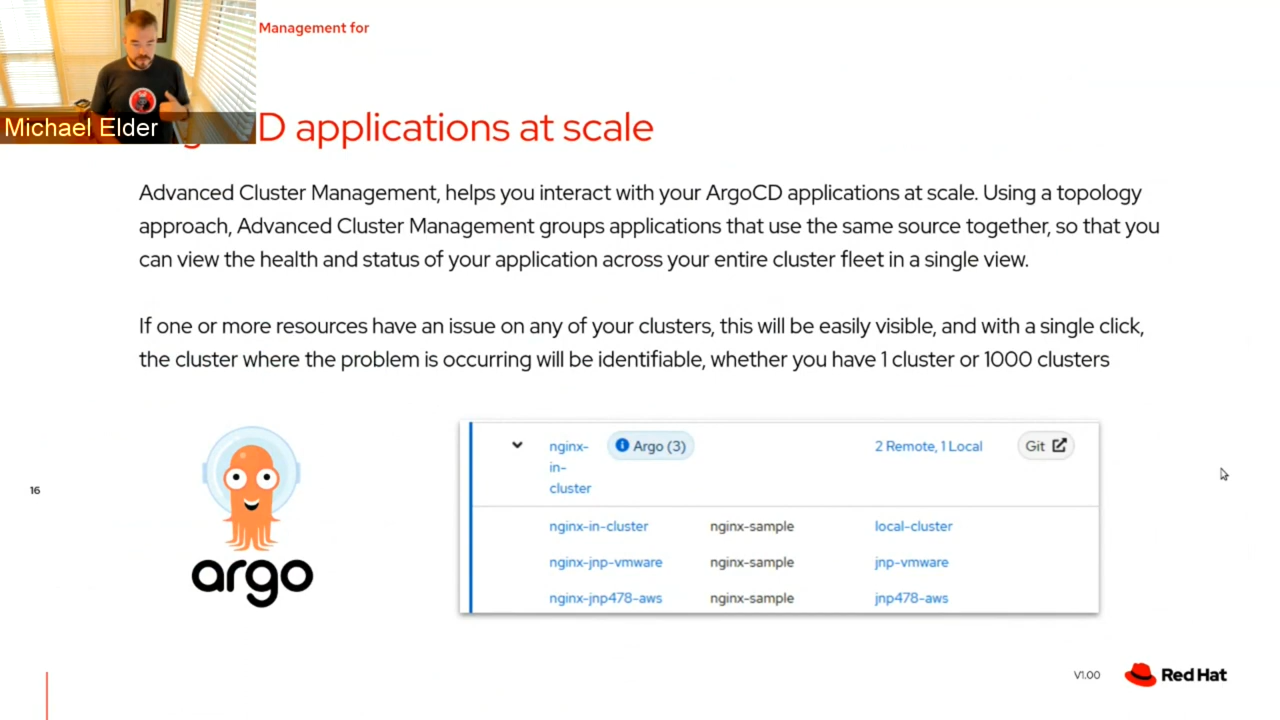 Management for
Michael Elder
D applications at scale
Advanced Cluster Management, helps you interact with your ArgoCD applications at scale. Using a topology
approach, Advanced Cluster Management groups applications that use the same source together, so that you
can view the health and status of your application across your entire cluster fleet in a single view.
If one or more resources have an issue on any of your clusters, this will be easily visible, and with a single click,
the cluster where the problem is occurring will be identifiable, whether you have 1 cluster or 1000 clusters
argo
nginx-
in-
cluster
Argo (3)
2 Remote, 1 Local
Git
nginx-in-cluster nginx-sample local-cluster
nginx-jnp-vmware nginx-sample jnp-vmware
nginx-jnp478-aws nginx-sample jnp478-aws
16
V1.00
Red Hat